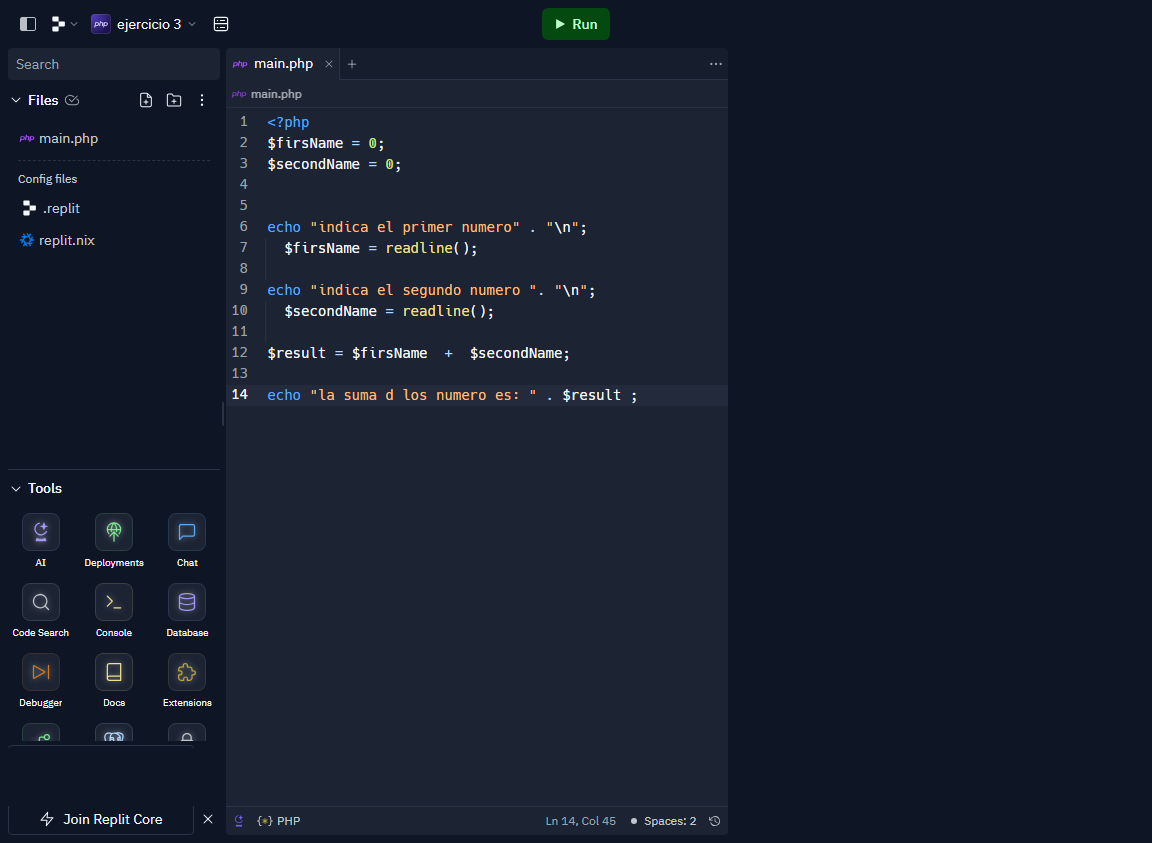 php ejercicio 3
Run
Search
Files
php main.php
Config files
.replit
replit.nix
Tools
AI
Deployments
Chat
Code Search
Console
Database
Debugger
Docs
Extensions
Join Replit Core
php main.php
php main.php
1 <?php
2 $firsName = 0;
3 $secondName = 0;
4
5
6 echo "indica el primer numero" . "\n";
7 $firsName = readline();
8
9 echo "indica el segundo numero ". "\n";
10 $secondName = readline();
11
12 $result = $firsName  +  $secondName;
13
14 echo "la suma d los numero es: " . $result ;
PHP
Ln 14, Col 45
Spaces: 2